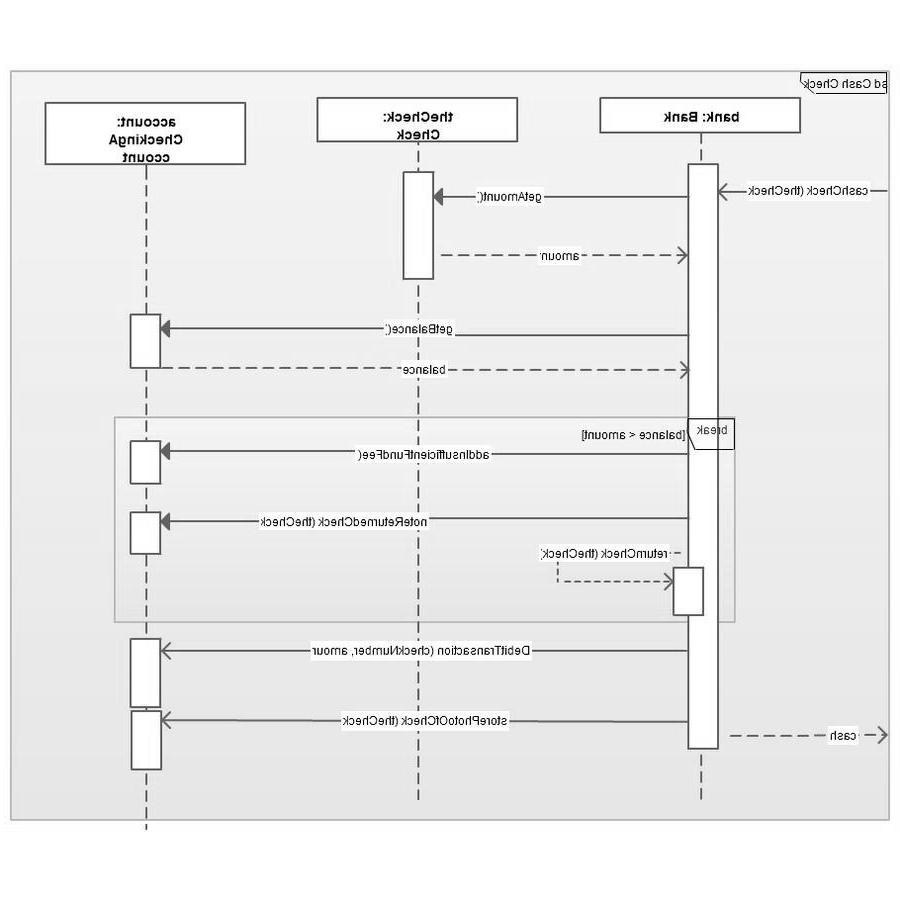 sd Cash Check
bank: Bank
theCheck:
Check
account:
CheckingA
ccount
cashCheck (theCheck
getAmount()
amoun
getBalance()
balance
break
[balance < amount]
addInsufficientFundFee(
noteReturnedCheck (theCheck
returnCheck (theCheck)
DebitTransaction (checkNumber, amour
storePhotoOfCheck (theCheck
cash